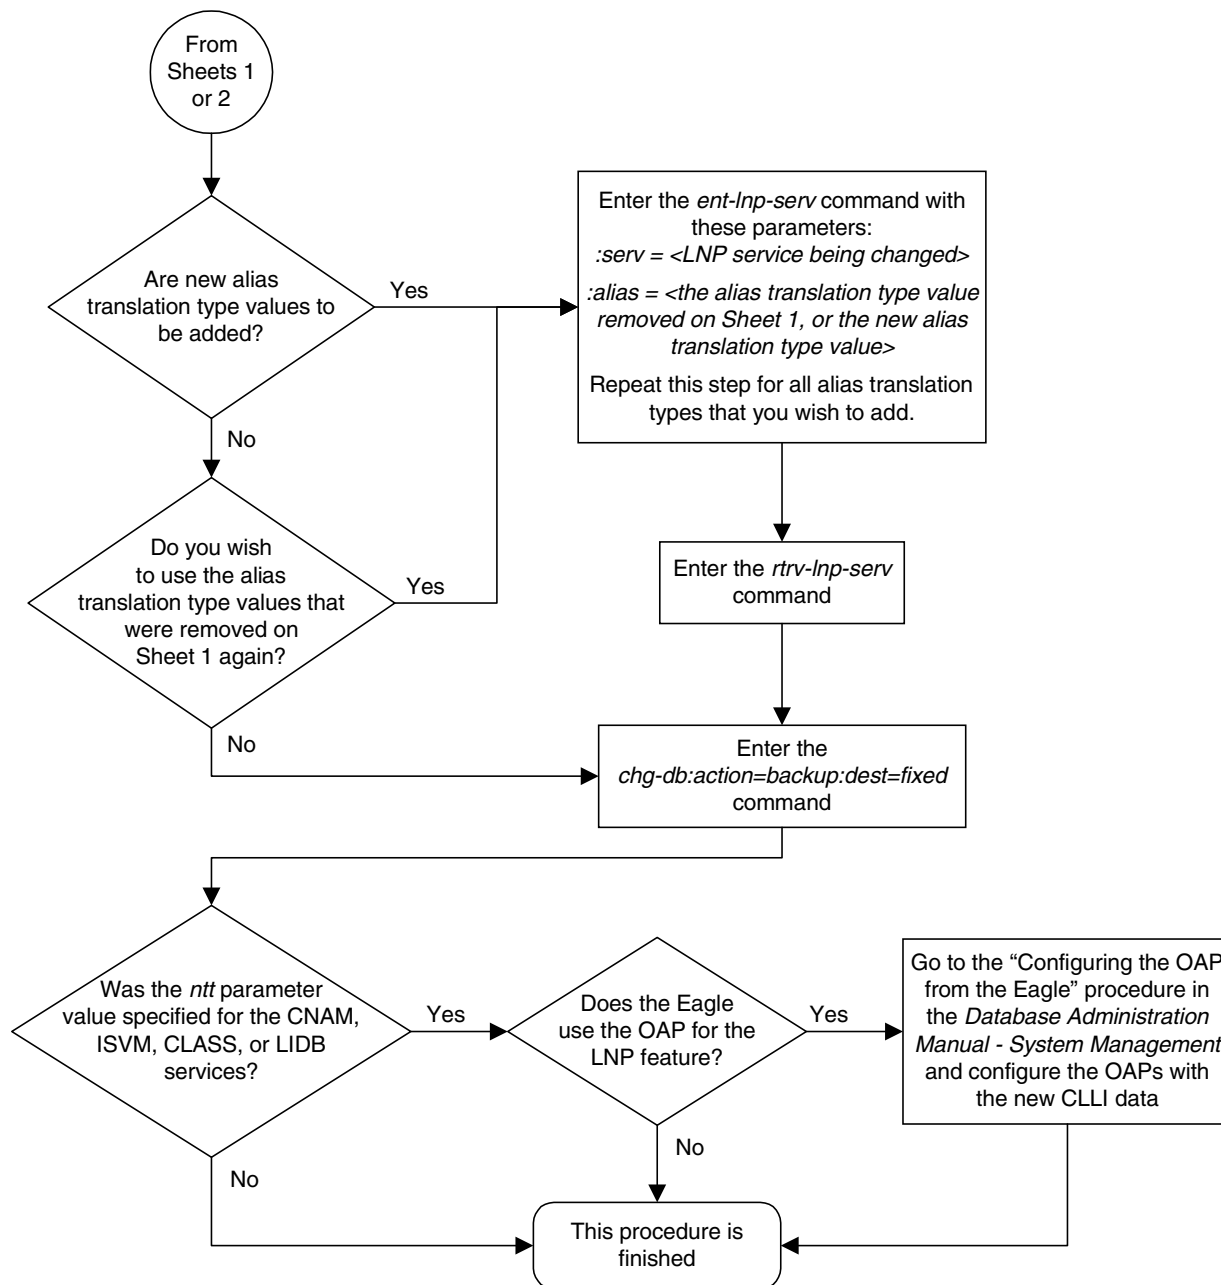 From
Sheets 1
or 2
Are new alias
translation type values to
be added?
Yes
No
Enter the ent-lnp-serv command with
these parameters:
:serv = <LNP service being changed>
:alias = <the alias translation type value
removed on Sheet 1, or the new alias
translation type value>
Repeat this step for all alias translation
types that you wish to add.
Do you wish
to use the alias
translation type values that
were removed on
Sheet 1 again?
Yes
No
Enter the rtrv-lnp-serv
command
Enter the
chg-db:action=backup:dest=fixed
command
Was the ntt parameter
value specified for the CNAM,
ISVM, CLASS, or LIDB
services?
Yes
No
Does the Eagle
use the OAP for the
LNP feature?
Yes
No
Go to the “Configuring the OAP
from the Eagle” procedure in
the Database Administration
Manual - System Management
and configure the OAPs with
the new CLLI data
This procedure is
finished